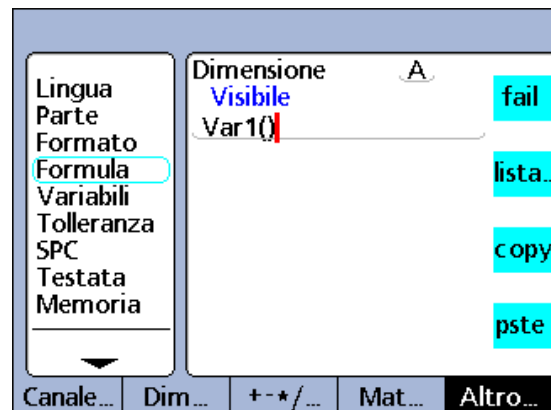 Lingua
Parte
Formato
Formula
Variabili
Tolleranza
SPC
Testata
Memoria
Dimensione A
Visibile
Var1()
fail
lista..
copy
pste
Canale... Dim... +-*/... Mat... Altro...